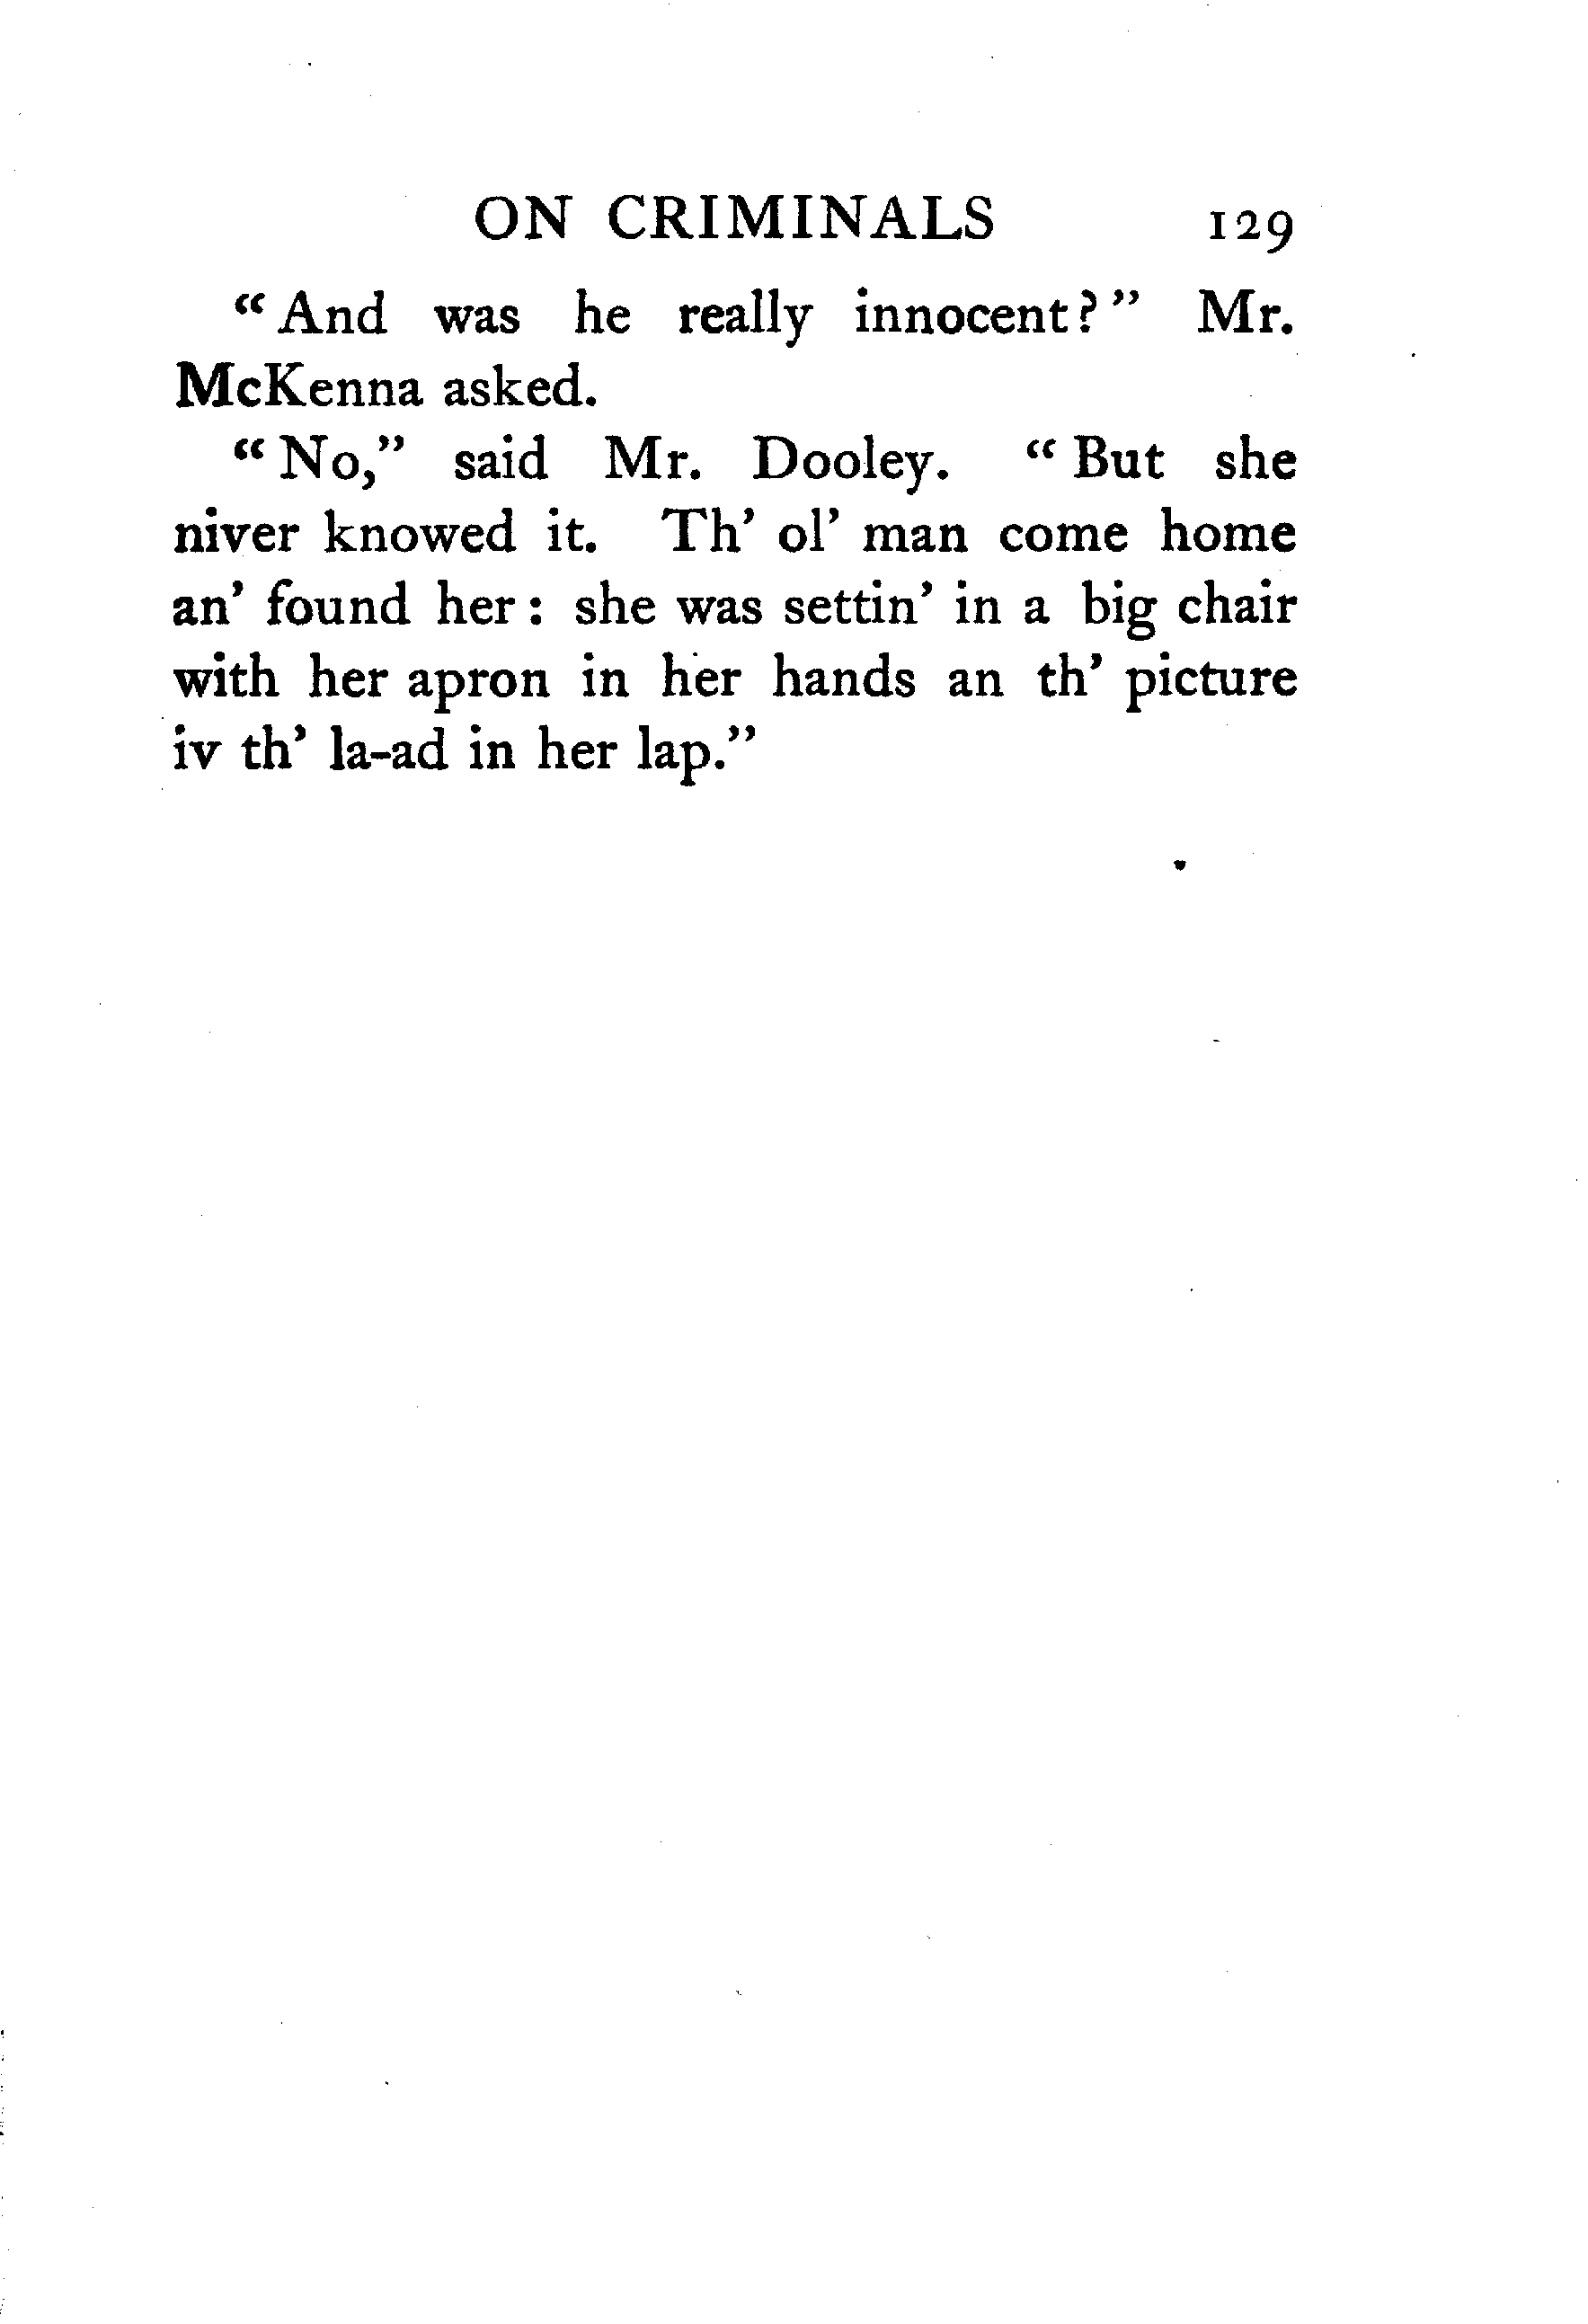 ON CRIMINALS 129
“And was he really innocent?” Mr.
McKenna asked.
“No,” said Mr. Dooley. “But she
niver knowed it. Th’ ol’ man come home
an’ found her: she was settin’ in a big chair
with her apron in her hands an th’ picture
iv th’ la-ad in her lap.”